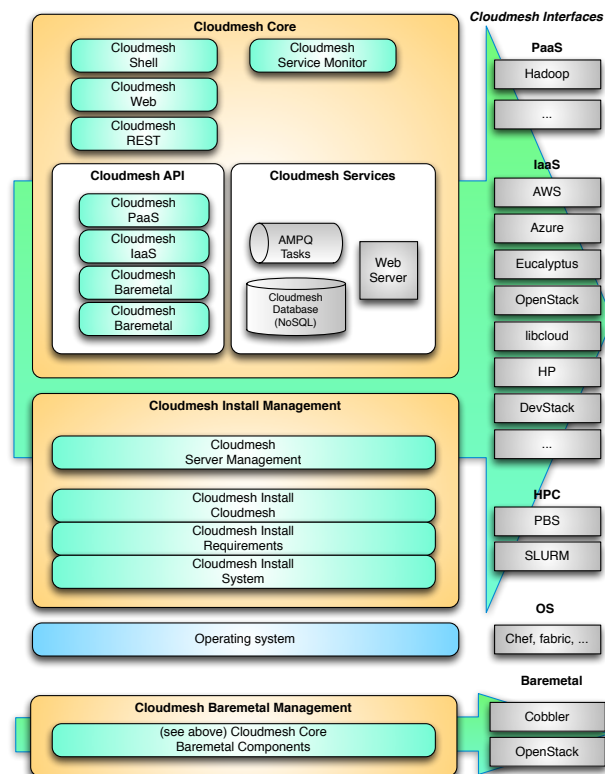 Cloudmesh Core
Cloudmesh
Shell
Cloudmesh
Service Monitor
Cloudmesh
Web
Cloudmesh
REST
Cloudmesh API
Cloudmesh
PaaS
Cloudmesh
IaaS
Cloudmesh
Baremetal
Cloudmesh
Baremetal
Cloudmesh Services
AMPQ
Tasks
Web
Server
Cloudmesh
Database
(NoSQL)
Cloudmesh Install Management
Cloudmesh
Server Management
Cloudmesh Install
Cloudmesh
Cloudmesh Install
Requirements
Cloudmesh Install
System
Operating system
Cloudmesh Baremetal Management
(see above) Cloudmesh Core
Baremetal Components
Cloudmesh Interfaces
PaaS
Hadoop
...
IaaS
AWS
Azure
Eucalyptus
OpenStack
libcloud
HP
DevStack
...
HPC
PBS
SLURM
OS
Chef, fabric, ...
Baremetal
Cobbler
OpenStack